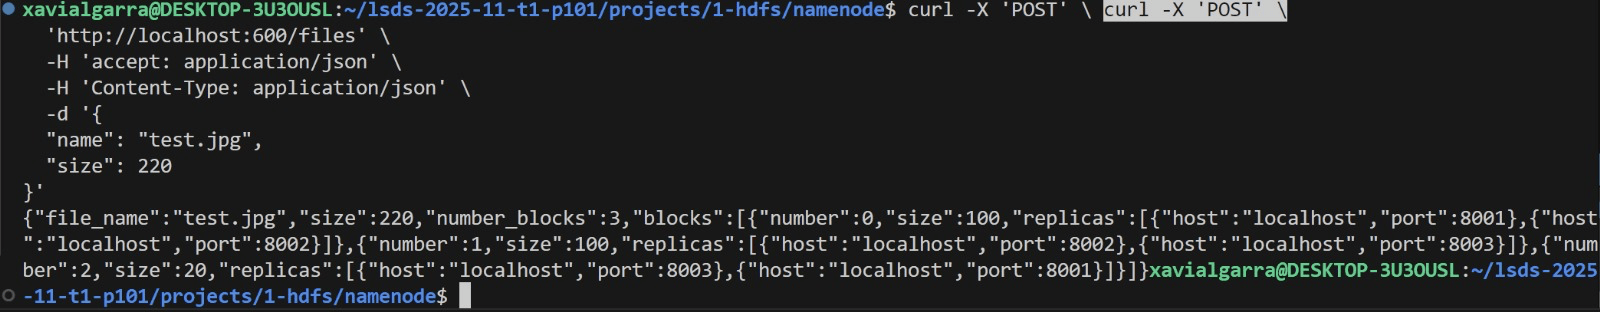 xavialgarra@DESKTOP-3U3OUSL:~/lsds-2025-11-t1-p101/projects/1-hdfs/namenode$ curl -X 'POST' \ curl -X 'POST' \
  'http://localhost:600/files' \
  -H 'accept: application/json' \
  -H 'Content-Type: application/json' \
  -d '{
  "name": "test.jpg",
  "size": 220
}'
{"file_name":"test.jpg","size":220,"number_blocks":3,"blocks":[{"number":0,"size":100,"replicas":[{"host":"localhost","port":8001},{"host
":"localhost","port":8002}]},{"number":1,"size":100,"replicas":[{"host":"localhost","port":8002},{"host":"localhost","port":8003}]},{"num
ber":2,"size":20,"replicas":[{"host":"localhost","port":8003},{"host":"localhost","port":8001}]}]}xavialgarra@DESKTOP-3U3OUSL:~/lsds-2025
-11-t1-p101/projects/1-hdfs/namenode$